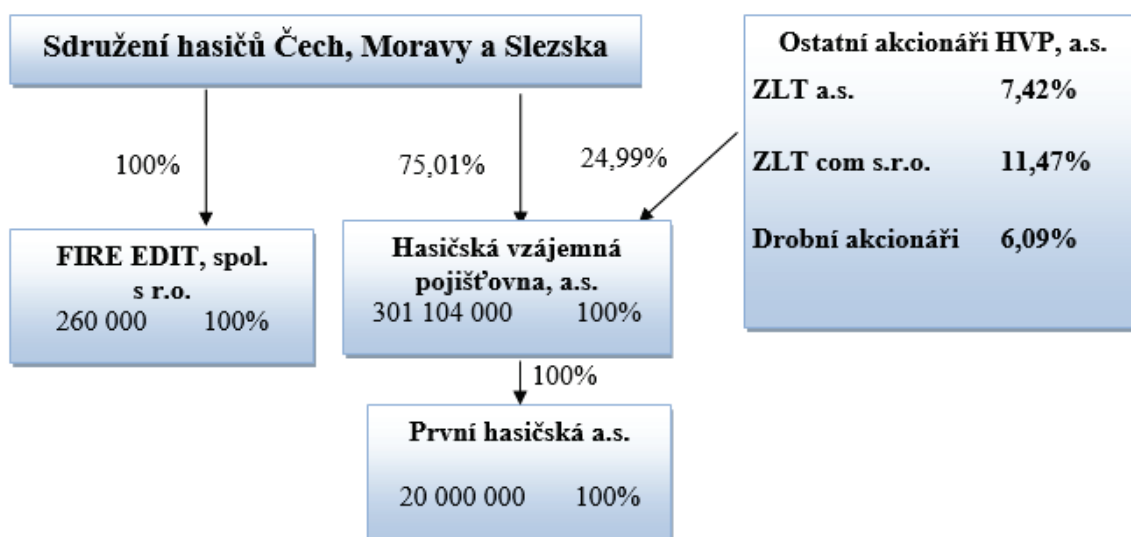 Sdružení hasičů Čech, Moravy a Slezska
Ostatní akcionáři HVP, a.s.
ZLT a.s. 7,42%
ZLT com s.r.o. 11,47%
Drobní akcionáři 6,09%
100%
75,01%
24,99%
FIRE EDIT, spol.
s r.o.
260 000 100%
Hasičská vzájemná
pojišťovna, a.s.
301 104 000 100%
100%
První hasičská a.s.
20 000 000 100%